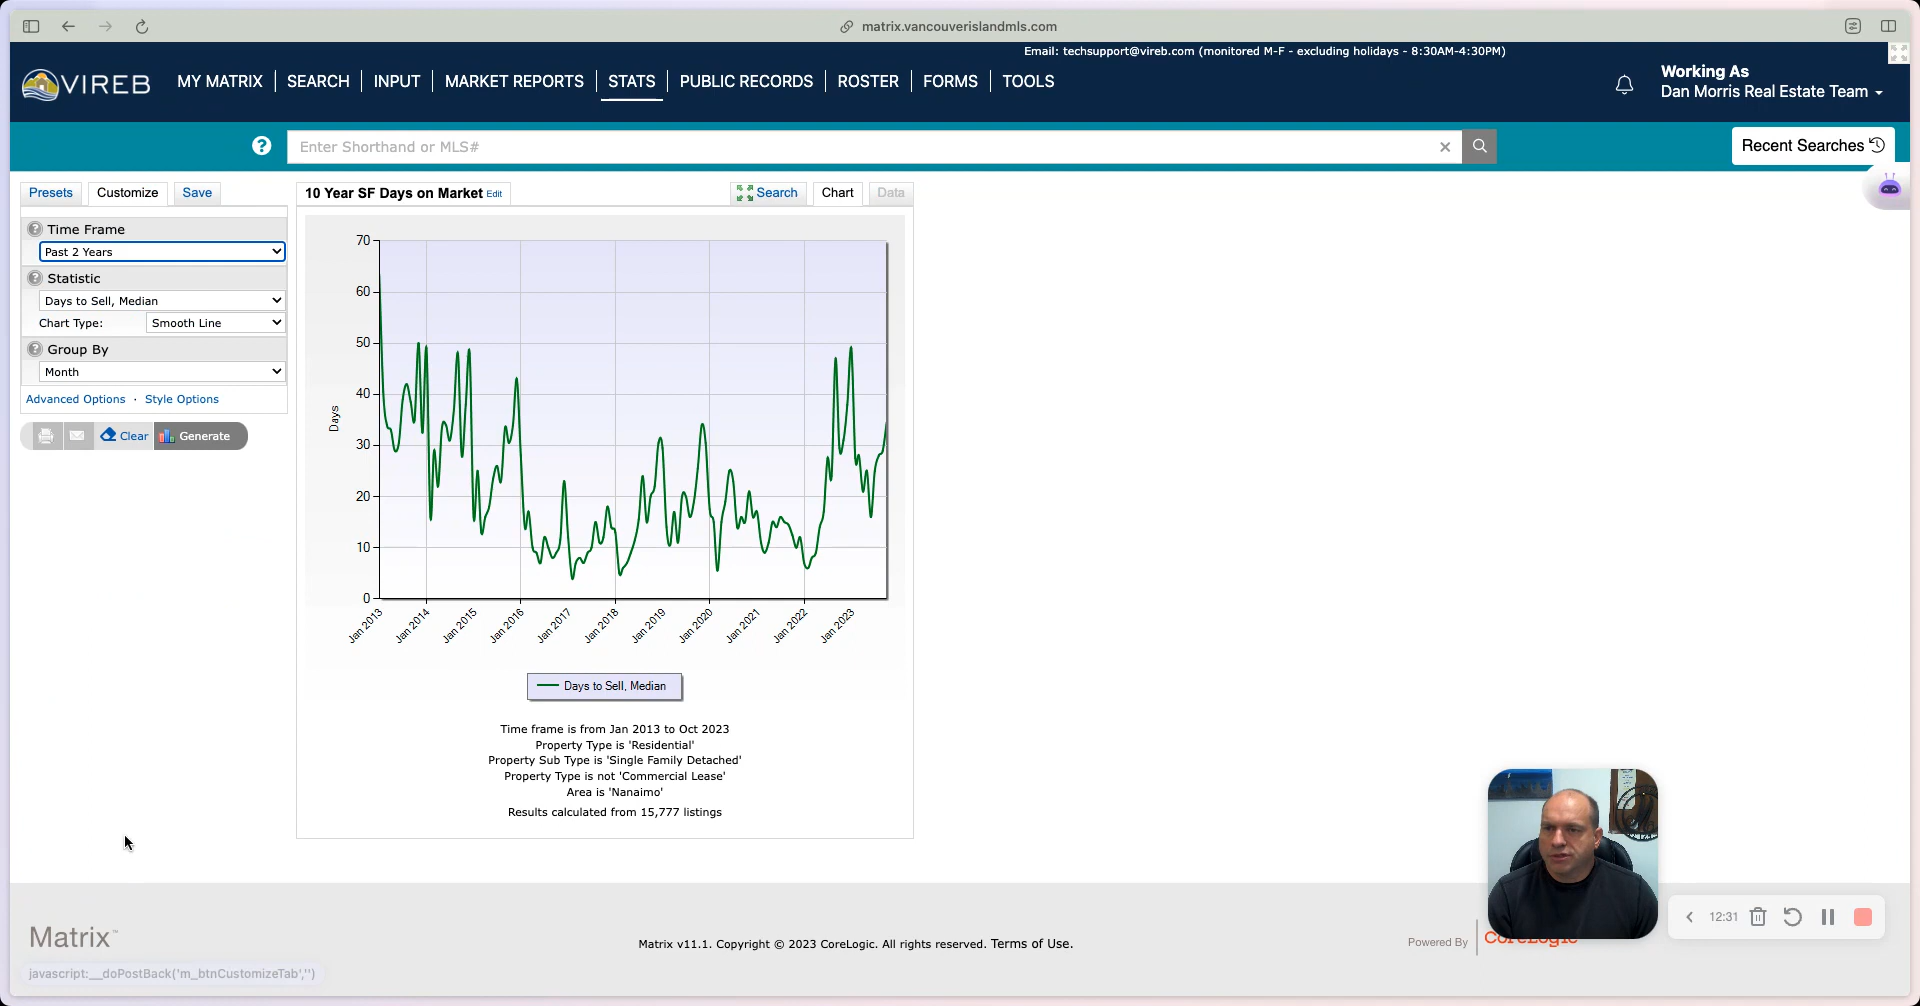 matrix.vancouverislandmls.com
Email: techsupport@vireb.com (monitored M-F - excluding holidays - 8:30AM-4:30PM)
VIREB
MY MATRIX
SEARCH
INPUT
MARKET REPORTS
STATS
PUBLIC RECORDS
ROSTER
FORMS
TOOLS
Working As
Dan Morris Real Estate Team
?
Enter Shorthand or MLS#
Recent Searches
Presets
Customize
Save
10 Year SF Days on Market Edit
Search
Chart
Data
? Time Frame
Past 2 Years
? Statistic
Days to Sell, Median
Chart Type:
Smooth Line
? Group By
Month
Advanced Options · Style Options
Clear
Generate
70
60
50
40
30
20
10
0
Days
Jan 2013
Jan 2014
Jan 2015
Jan 2016
Jan 2017
Jan 2018
Jan 2019
Jan 2020
Jan 2021
Jan 2022
Jan 2023
Days to Sell, Median
Time frame is from Jan 2013 to Oct 2023
Property Type is 'Residential'
Property Sub Type is 'Single Family Detached'
Property Type is not 'Commercial Lease'
Area is 'Nanaimo'
Results calculated from 15,777 listings
12:31
Matrix™
Matrix v11.1. Copyright © 2023 CoreLogic. All rights reserved. Terms of Use.
Powered By
CoreLogic
javascript:__doPostBack('m_btnCustomizeTab','')